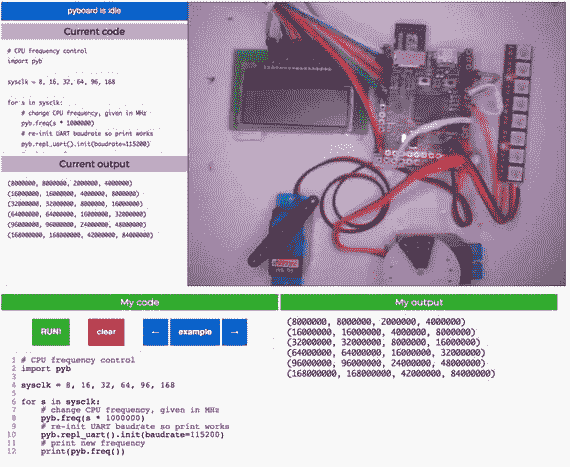 pyboard is idle
Current code
# CPU frequency control
import pyb
sysclk = 8, 16, 32, 64, 96, 168
for s in sysclk:
# change CPU frequency, given in MHz
pyb.freq(s * 1000000)
# re-init UART baudrate so print works
pyb.repl_uart().init(baudrate=115200)
Current output
(8000000, 8000000, 2000000, 4000000)
(16000000, 16000000, 4000000, 8000000)
(32000000, 32000000, 8000000, 16000000)
(64000000, 64000000, 16000000, 32000000)
(96000000, 96000000, 24000000, 48000000)
(168000000, 168000000, 42000000, 84000000)
My code
RUN!
clear
←
example
→
1 # CPU frequency control
2 import pyb
3
4 sysclk = 8, 16, 32, 64, 96, 168
5
6 for s in sysclk:
7 # change CPU frequency, given in MHz
8 pyb.freq(s * 1000000)
9 # re-init UART baudrate so print works
10 pyb.repl_uart().init(baudrate=115200)
11 # print new frequency
12 print(pyb.freq())
My output
(8000000, 8000000, 2000000, 4000000)
(16000000, 16000000, 4000000, 8000000)
(32000000, 32000000, 8000000, 16000000)
(64000000, 64000000, 16000000, 32000000)
(96000000, 96000000, 24000000, 48000000)
(168000000, 168000000, 42000000, 84000000)